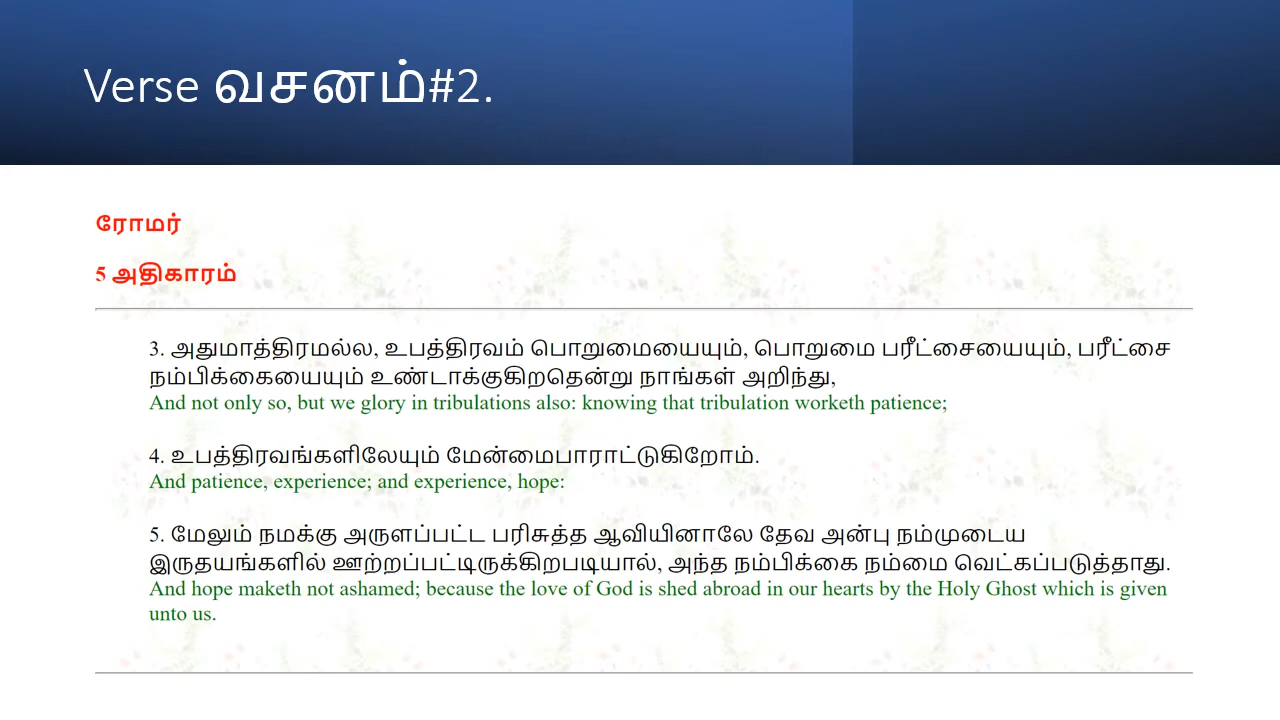 Verse வசனம்#2.
ரோமர்
5 அதிகாரம்
3. அதுமாத்திரமல்ல, உபத்திரவம் பொறுமையையும், பொறுமை பரீட்சையையும், பரீட்சை
நம்பிக்கையையும் உண்டாக்குகிறதென்று நாங்கள் அறிந்து,
And not only so, but we glory in tribulations also: knowing that tribulation worketh patience;
4. உபத்திரவங்களிலேயும் மேன்மைபாராட்டுகிறோம்.
And patience, experience; and experience, hope:
5. மேலும் நமக்கு அருளப்பட்ட பரிசுத்த ஆவியினாலே தேவ அன்பு நம்முடைய
இருதயங்களில் ஊற்றப்பட்டிருக்கிறபடியால், அந்த நம்பிக்கை நம்மை வெட்கப்படுத்தாது.
And hope maketh not ashamed; because the love of God is shed abroad in our hearts by the Holy Ghost which is given
unto us.